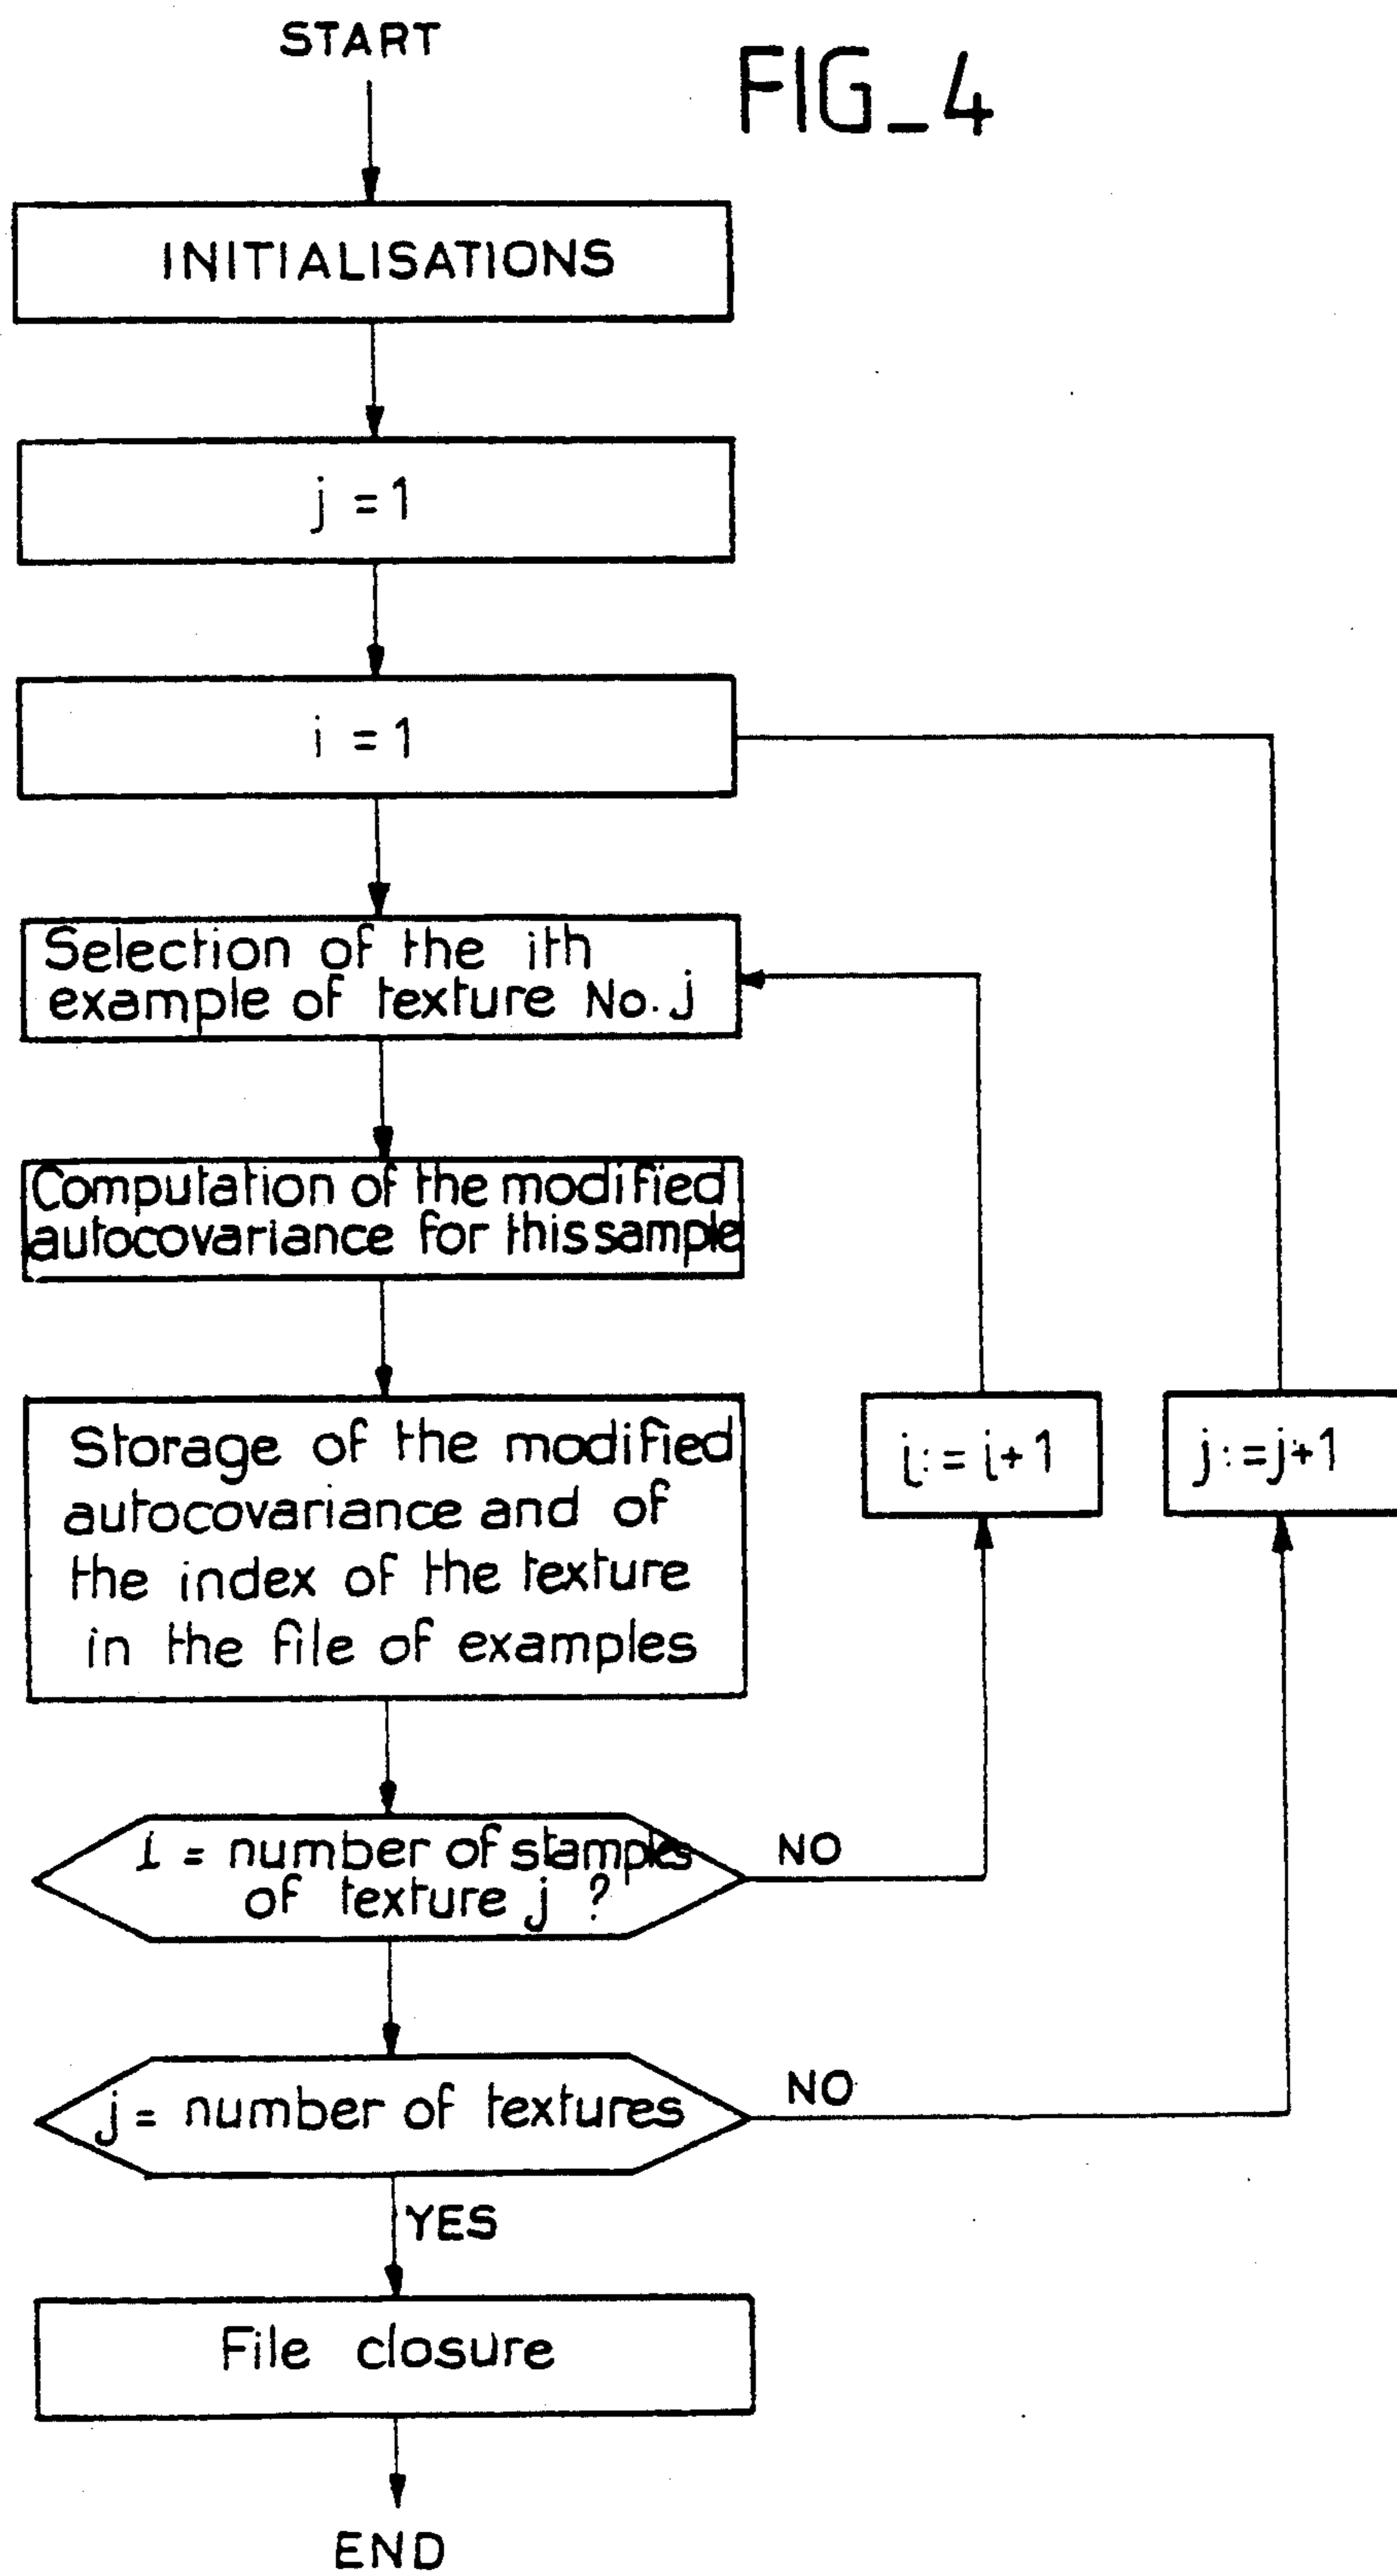 START
FIG_4
INITIALISATIONS
j = 1
i = 1
Selection of the ith
example of texture No. j
Computation of the modified
autocovariance for this sample
Storage of the modified
autocovariance and of
the index of the texture
in the file of examples
i := i+1
j := j+1
i = number of stamples
of texture j ?
NO
j = number of textures
NO
YES
File closure
END